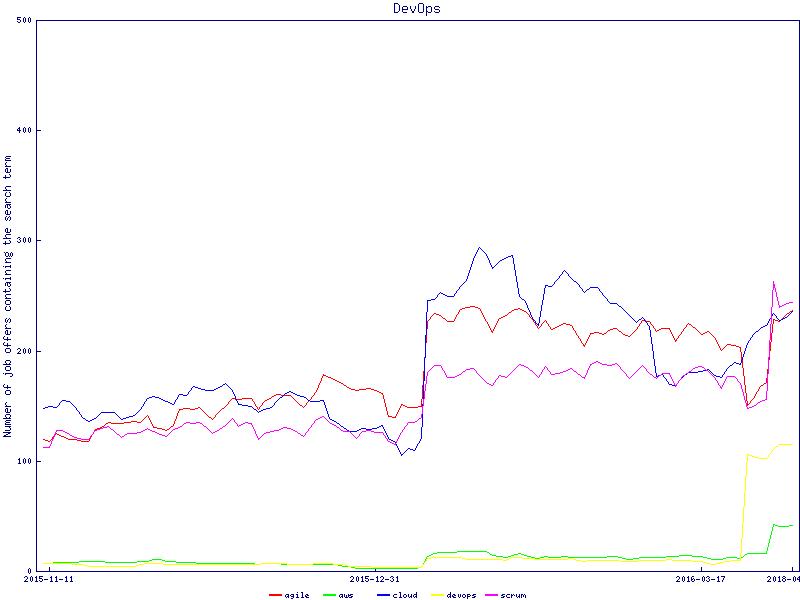 DevOps
500
400
300
200
100
0
Number of job offers containing the search term
2015-11-11 2015-12-31 2016-03-17 2018-04
agile aws cloud devops scrum